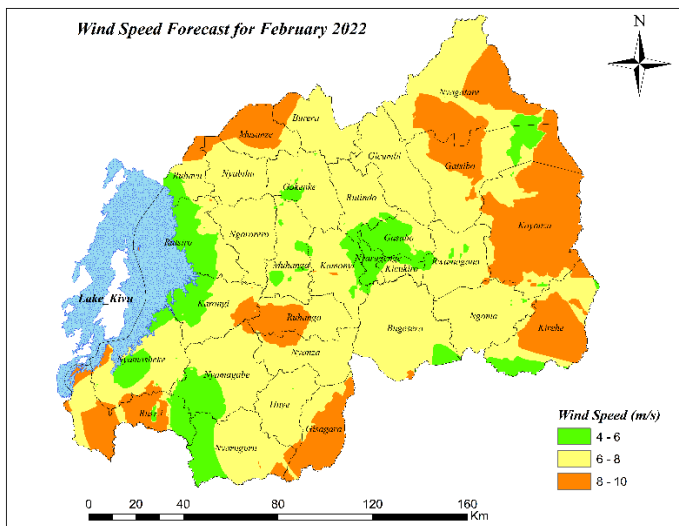 Wind Speed Forecast for February 2022
N
Nyagatare
Burera
Musanze
Gicumbi
Gatsibo
Rubavu
Nyabihu
Gakenke
Rulindo
Kayonza
Ngororero
Rutsiro
Gasabo
Nyarugenge
Kicukiro
Rwamagana
Muhanga
Kamonyi
Lake_Kivu
Karongi
Ruhango
Bugesera
Ngoma
Kirehe
Nyanza
Nyamasheke
Nyamagabe
Huye
Gisagara
Nyaruguru
Wind Speed (m/s)
4 - 6
6 - 8
8 - 10
0 20 40 80 120 160
Km